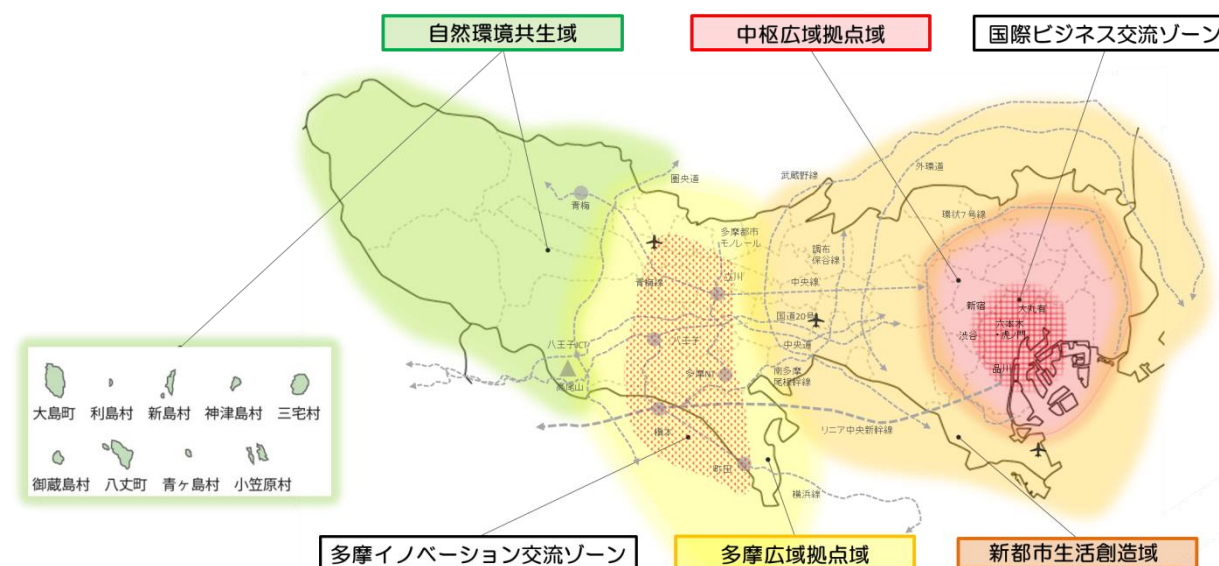 自然環境共生域
中枢広域拠点域
国際ビジネス交流ゾーン
圏央道
武蔵野線
外環道
青梅
環状7号線
多摩都市
モノレール
調布
保谷線
立川
青梅線
中央線
新宿
大丸有
国道20号
六本木
・虎ノ門
渋谷
八王子JCT
八王子
中央道
品川
高尾山
多摩NT
南多摩
尾根幹線
橋本
リニア中央新幹線
町田
横浜線
大島町
利島村
新島村
神津島村
三宅村
御蔵島村
八丈町
青ヶ島村
小笠原村
多摩イノベーション交流ゾーン
多摩広域拠点域
新都市生活創造域